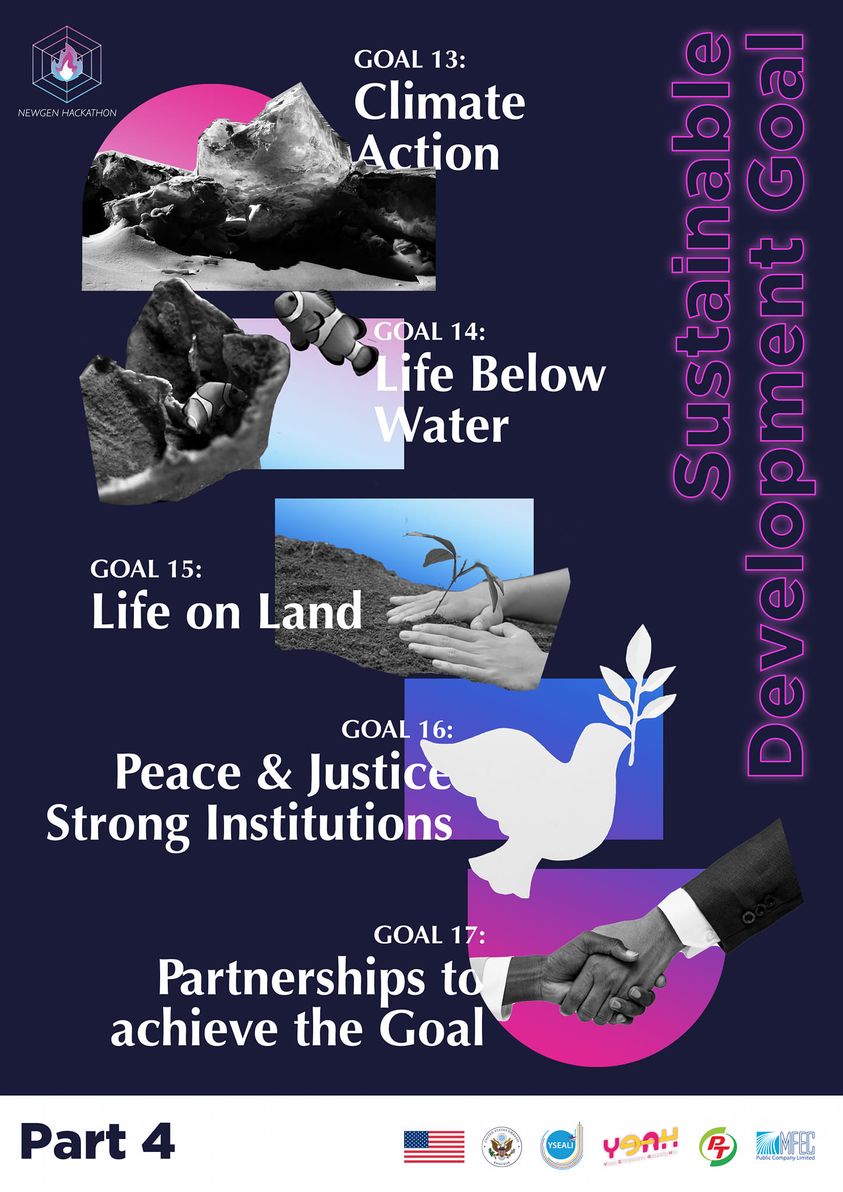 NEWGEN HACKATHON
GOAL 13:
Climate
Action
Sustainable
Development Goal
GOAL 14:
Life Below
Water
GOAL 15:
Life on Land
GOAL 16:
Peace & Justice
Strong Institutions
GOAL 17:
Partnerships to
achieve the Goal
Part 4
YSEALI
PT
MFEC
Public Company Limited